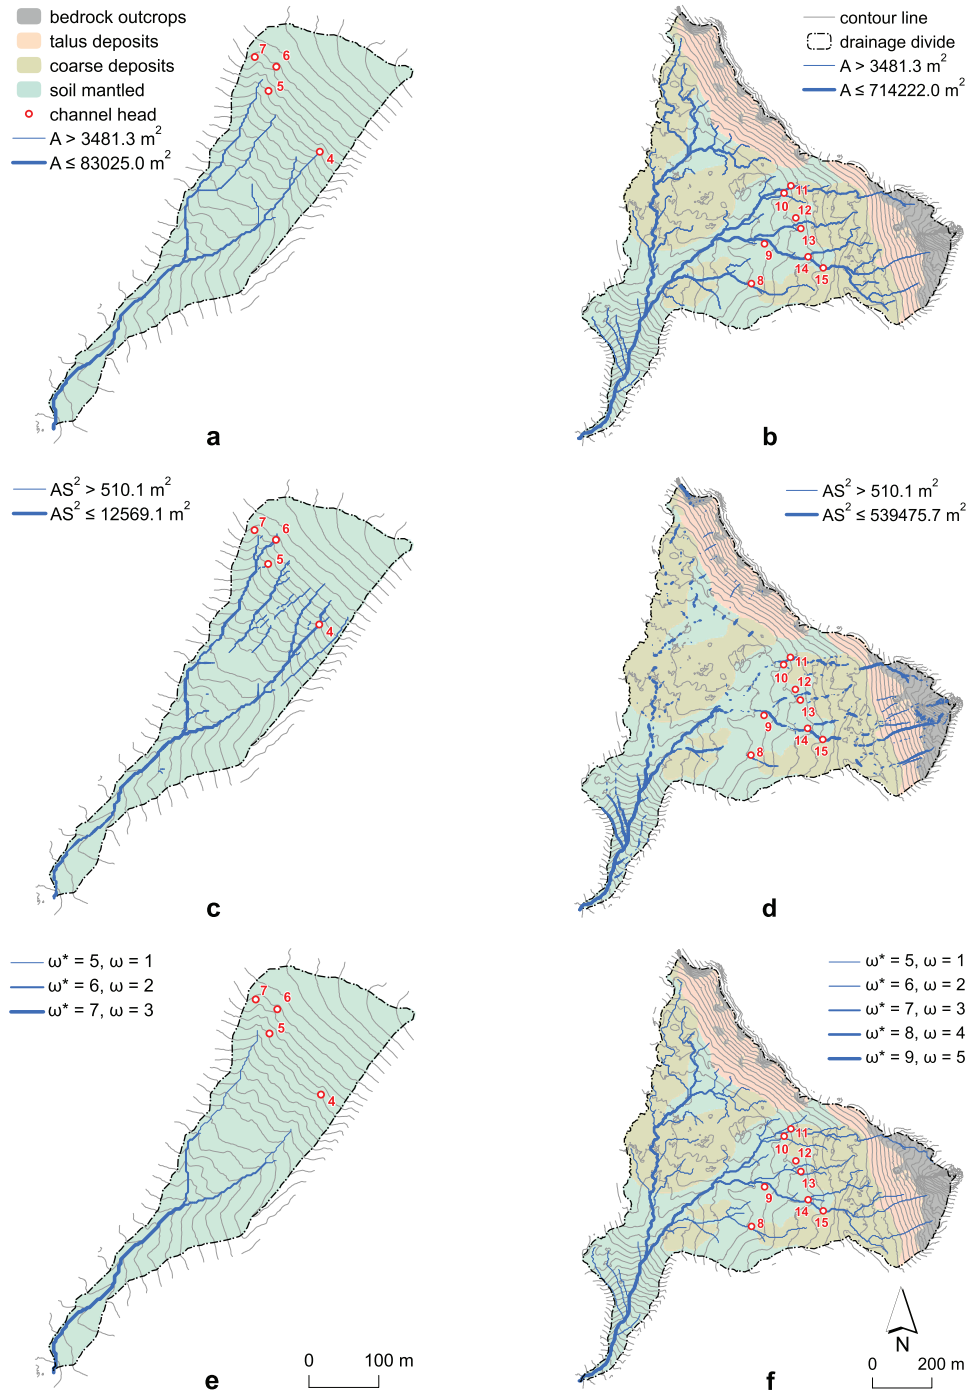 bedrock outcrops
talus deposits
coarse deposits
soil mantled
channel head
A > 3481.3 m²
A ≤ 83025.0 m²
7
6
5
4
a
contour line
drainage divide
A > 3481.3 m²
A ≤ 714222.0 m²
11
10
12
13
9
14
15
8
b
AS² > 510.1 m²
AS² ≤ 12569.1 m²
7
6
5
4
c
AS² > 510.1 m²
AS² ≤ 539475.7 m²
11
10
12
13
9
14
15
8
d
ω* = 5, ω = 1
ω* = 6, ω = 2
ω* = 7, ω = 3
7
6
5
4
0 100 m
e
ω* = 5, ω = 1
ω* = 6, ω = 2
ω* = 7, ω = 3
ω* = 8, ω = 4
ω* = 9, ω = 5
11
10
12
13
9
14
15
8
N
0 200 m
f